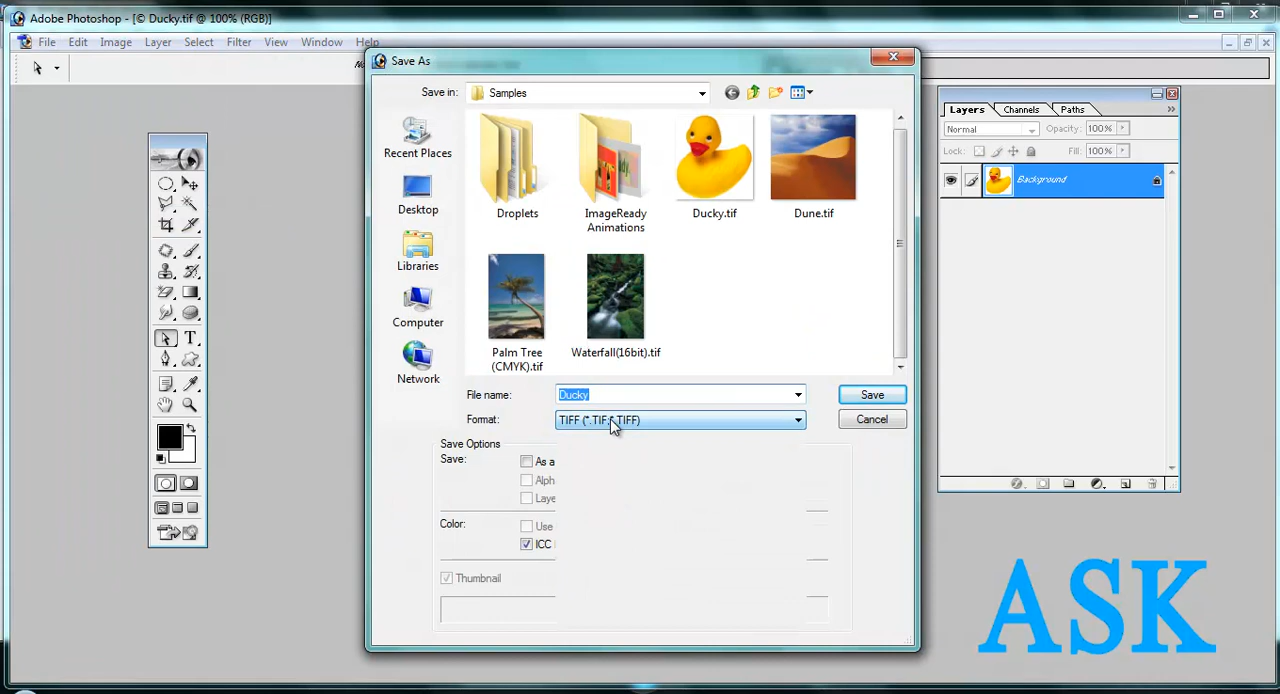 Adobe Photoshop - [© Ducky.tif @ 100% (RGB)]
File Edit Image Layer Select Filter View Window Help
Save As
Save in: Samples
Recent Places
Desktop
Libraries
Computer
Network
Droplets
ImageReady Animations
Ducky.tif
Dune.tif
Palm Tree (CMYK).tif
Waterfall(16bit).tif
File name: Ducky
Save
Format: TIFF (*.TIF;*.TIFF)
Cancel
Save Options
Save:
As a
Alph
Laye
Color:
Use
ICC
Thumbnail
Layers Channels Paths
Normal Opacity: 100%
Lock: Fill: 100%
Background
ASK